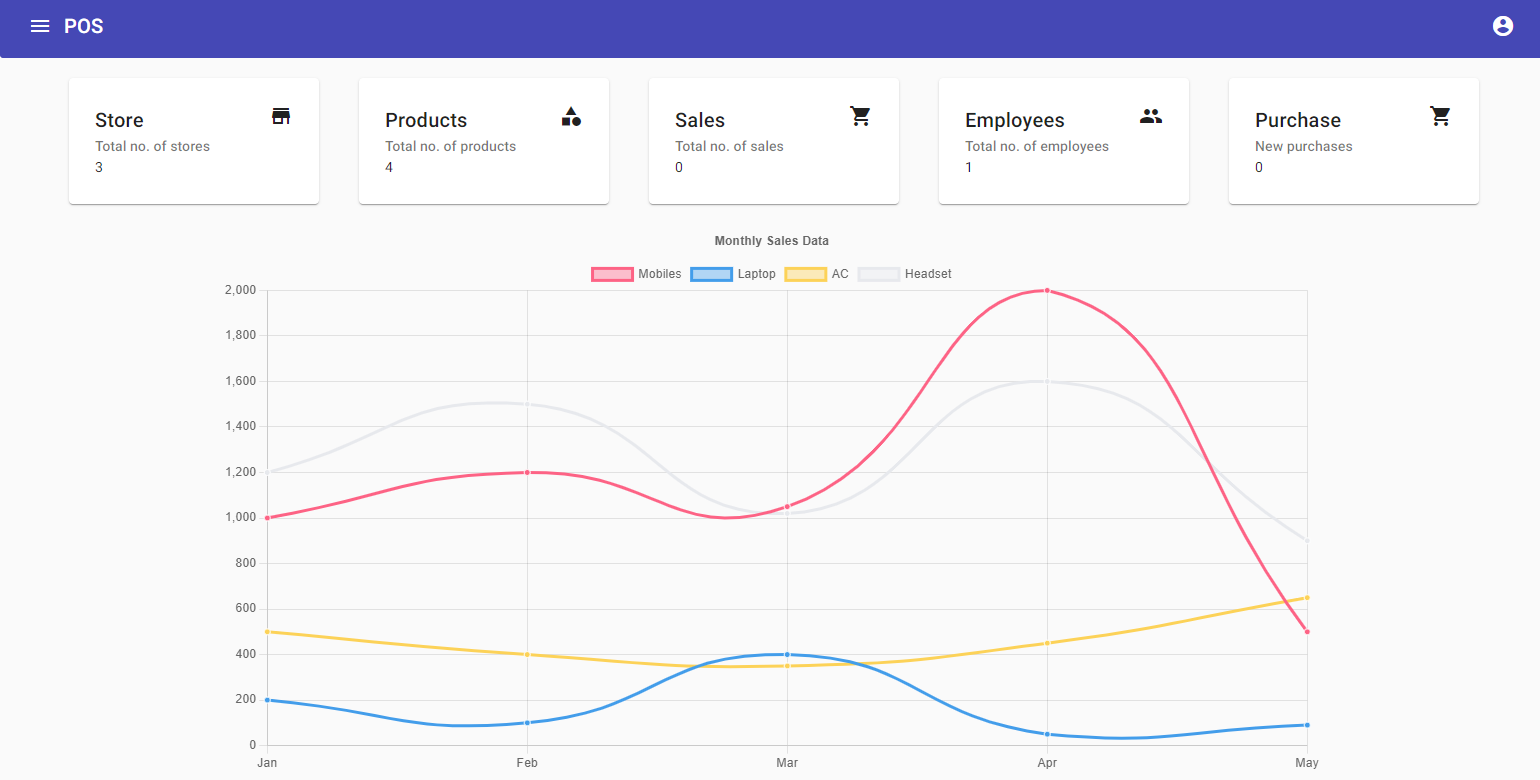 POS
Store
Total no. of stores
3
Products
Total no. of products
4
Sales
Total no. of sales
0
Employees
Total no. of employees
1
Purchase
New purchases
0
Monthly Sales Data
Mobiles Laptop AC Headset
2,000
1,800
1,600
1,400
1,200
1,000
800
600
400
200
0
Jan Feb Mar Apr May